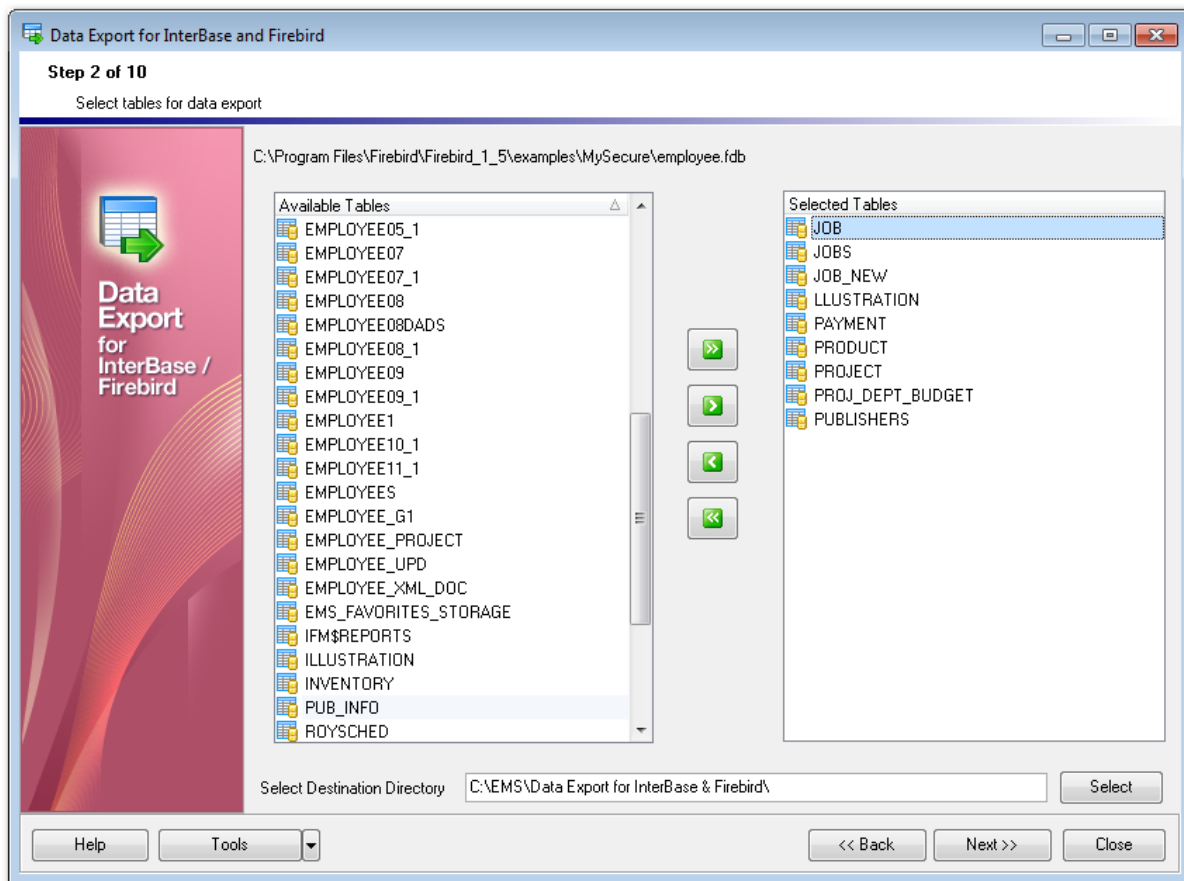 Data Export for InterBase and Firebird
Step 2 of 10
Select tables for data export
Data
Export
for
InterBase /
Firebird
C:\Program Files\Firebird\Firebird_1_5\examples\MySecure\employee.fdb
Available Tables
EMPLOYEE05_1
EMPLOYEE07
EMPLOYEE07_1
EMPLOYEE08
EMPLOYEE08DADS
EMPLOYEE08_1
EMPLOYEE09
EMPLOYEE09_1
EMPLOYEE1
EMPLOYEE10_1
EMPLOYEE11_1
EMPLOYEES
EMPLOYEE_G1
EMPLOYEE_PROJECT
EMPLOYEE_UPD
EMPLOYEE_XML_DOC
EMS_FAVORITES_STORAGE
IFM$REPORTS
ILLUSTRATION
INVENTORY
PUB_INFO
ROYSCHED
Selected Tables
JOB
JOBS
JOB_NEW
LLUSTRATION
PAYMENT
PRODUCT
PROJECT
PROJ_DEPT_BUDGET
PUBLISHERS
Select Destination Directory C:\EMS\Data Export for InterBase & Firebird\ Select
Help Tools << Back Next >> Close